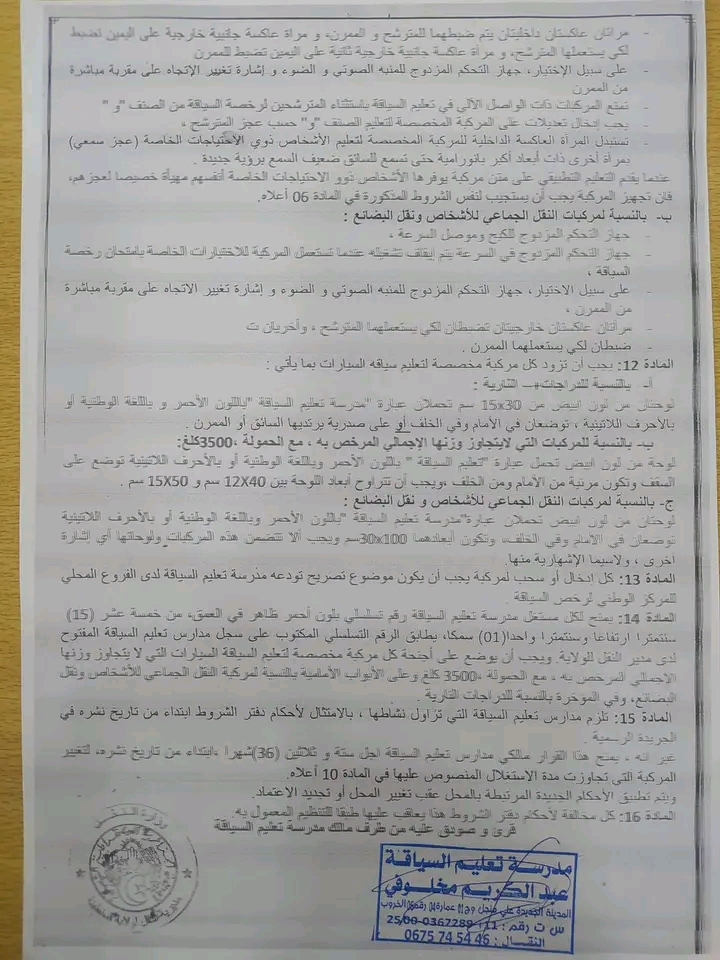 - مرآتان عاكستان داخليتان يتم ضبطهما للمترشح و الممرن، و مرآة عاكسة جانبية خارجية على اليمين تضبط
لكي يستعملها المترشح، و مرآة عاكسة جانبية خارجية ثانية على اليمين تضبط للممرن
- على سبيل الإختيار، جهاز التحكم المزدوج للمنبه الصوتي و الضوء و إشارة تغيير الإتجاه على مقربة مباشرة
من الممرن
- تمنع المركبات ذات الواصل الآلي في تعليم السياقة باستثناء المترشحين لرخصة السياقة من الصنف "و "
- يجب إدخال تعديلات على المركبة المخصصة لتعليم الصنف "و" حسب عجز المترشح ،
- تستبدل المرأة العاكسة الداخلية للمركبة المخصصة لتعليم الأشخاص ذوي الإحتياجات الخاصة (عجز سمعي)
بمرأة أخرى ذات أبعاد أكبر بانورامية حتى تسمع للسائق ضعيف السمع برؤية جديدة .
عندما يقدم التعليم التطبيقي على متن مركبة يوفرها الأشخاص ذوو الاحتياجات الخاصة أنفسهم مهيأة خصيصا لعجزهم،
فان تجهيز المركبة يجب أن يستجيب لنفس الشروط المذكورة في المادة 06 أعلاه.
ب- بالنسبة لمركبات النقل الجماعي للأشخاص ونقل البضائع :
- جهاز التحكم المزدوج للكبح وموصل السرعة ،
- جهاز التحكم المزدوج في السرعة يتم إيقاف تشغيله عندما تستعمل المركبة للاختبارات الخاصة بامتحان رخصة
السياقة ،
- على سبيل الاختيار، جهاز التحكم المزدوج للمنبه الصوتي و الضوء و إشارة تغيير الاتجاه على مقربة مباشرة
من الممرن ،
- مرآتان عاكستان خارجيتان تضبطان لكي يستعملهما المترشح ، وأخريان ت
- ضبطان لكي يستعملهما الممرن .
المادة 12: يجب أن تزود كل مركبة مخصصة لتعليم سياقة السيارات بما يأتي :
أ- بالنسبة للدراجات – النارية :
لوحتان من لون أبيض من 15x30 سم تحملان عبارة "مدرسة تعليم السياقة "باللون الأحمر و باللغة الوطنية أو
بالأحرف اللاتينية ، توضعان في الأمام وفي الخلف أو على صدرية يرتديها السائق أو الممرن .
ب- بالنسبة للمركبات التي لايتجاوز وزنها الإجمالي المرخص به ، مع الحمولة ،3500كلغ:
لوحة من لون ابيض تحمل عبارة "تعليم السياقة " باللون الأحمر وباللغة الوطنية أو بالأحرف اللاتينية توضع على
السقف وتكون مرئية من الأمام ومن الخلف ،ويجب أن تتراوح أبعاد اللوحة بين 12X40 سم و 15X50 سم .
ج- بالنسبة لمركبات النقل الجماعي للأشخاص و نقل البضائع :
لوحتان من لون ابيض تحملان عبارة"مدرسة تعليم السياقة "باللون الأحمر وباللغة الوطنية أو بالأحرف اللاتينية
توضعان في الامام وفي الخلف، وتكون أبعادهما 30x100سم ويجب ألا تتضمن هذه المركبات ولوحاتها أي إشارة
أخرى ، ولاسيما الإشهارية منها.
المادة 13: كل إدخال أو سحب لمركبة يجب أن يكون موضوع تصريح تودعه مدرسة تعليم السياقة لدى الفروع المحلي
للمركز الوطني لرخص السياقة .
المادة 14: يمنح لكل مستغل مدرسة تعليم السياقة رقم تسلسلي بلون أحمر ظاهر في العمق، من خمسة عشر (15)
سنتمترا ارتفاعا وسنتمترا واحدا(01) سمكا، يطابق الرقم التسلسلي المكتوب على سجل مدارس تعليم السياقة المفتوح
لدى مدير النقل للولاية. ويجب أن يوضع على أجنحة كل مركبة مخصصة لتعليم السياقة السيارات التي لا يتجاوز وزنها
الإجمالي المرخص به ، مع الحمولة ،3500 كلغ وعلى الأبواب الأمامية بالنسبة لمركبة النقل الجماعي للأشخاص ونقل
البضائع، وفي المؤخرة بالنسبة للدراجات النارية .
المادة 15: تلزم مدارس تعليم السياقة التي تزاول نشاطها ، بالامتثال لأحكام دفتر الشروط ابتداء من تاريخ نشره في
الجريدة الرسمية .
غير انه ، يمنح هذا القرار مالكي مدارس تعليم السياقة اجل ستة و ثلاثين (36)شهرا ،ابتداء من تاريخ نشره، لتغيير
المركبة التي تجاوزت مدة الاستغلال المنصوص عليها في المادة 10 أعلاه.
ويتم تطبيق الأحكام الجديدة المرتبطة بالمحل عقب تغيير المحل أو تجديد الاعتماد.
المادة 16: كل مخالفة لأحكام دفتر الشروط هذا يعاقب عليها طبقا للتنظيم المعمول به.
قرئ و صودق عليه من طرف مالك مدرسة تعليم السياقة
مدرسة تعليم السياقة
عبد الكريم مخلوفي
المدينة الجديدة علي منجلي
الخروب
س ت رقم : 11أ 0367289-25/00
النقال : 0675 74 54 46